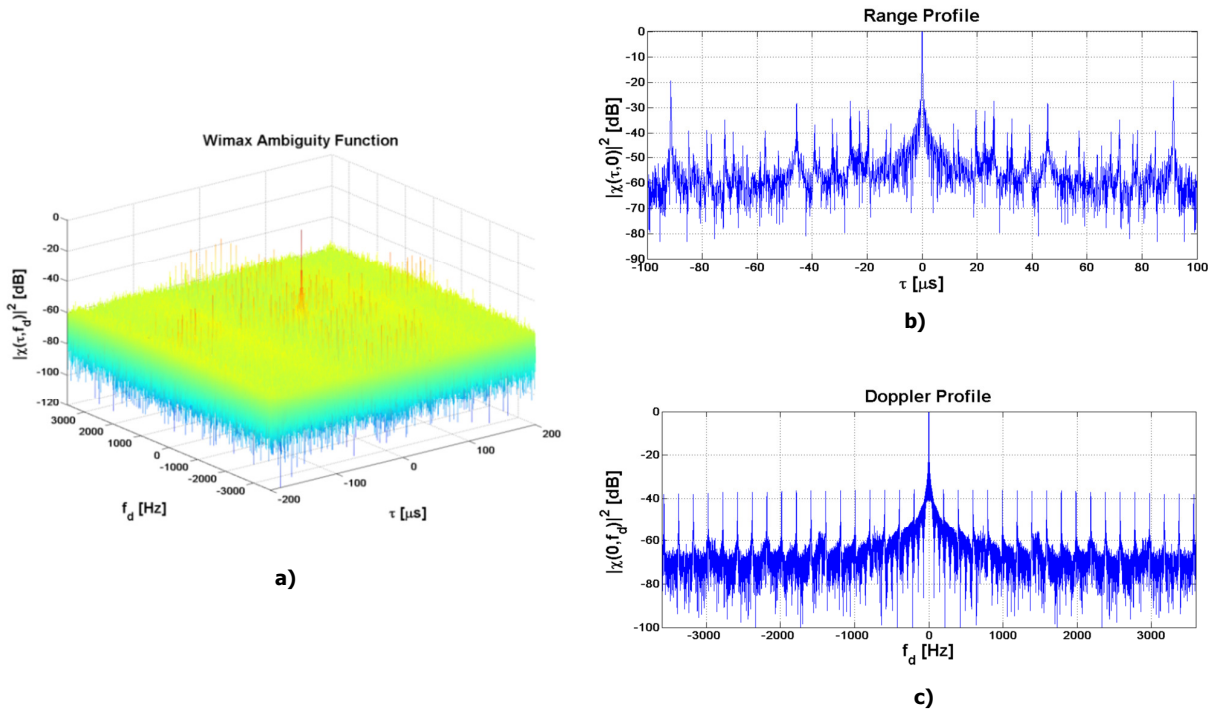 Wimax Ambiguity Function
|χ(τ,f_d)|² [dB]
0
-20
-40
-60
-80
-100
-120
3000
2000
1000
0
-1000
-2000
-3000
f_d [Hz]
-200
-100
0
100
200
τ [μs]
a)
Range Profile
|χ(τ,0)|² [dB]
0
-10
-20
-30
-40
-50
-60
-70
-80
-90
-100 -80 -60 -40 -20 0 20 40 60 80 100
τ [μs]
b)
Doppler Profile
|χ(0,f_d)|² [dB]
0
-20
-40
-60
-80
-100
-3000 -2000 -1000 0 1000 2000 3000
f_d [Hz]
c)